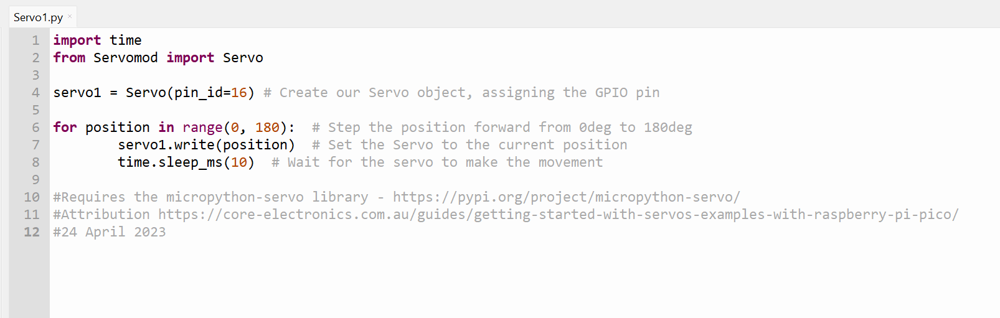 Servo1.py ×
1 import time
2 from Servomod import Servo
3
4 servo1 = Servo(pin_id=16) # Create our Servo object, assigning the GPIO pin
5
6 for position in range(0, 180):  # Step the position forward from 0deg to 180deg
7         servo1.write(position)  # Set the Servo to the current position
8         time.sleep_ms(10)  # Wait for the servo to make the movement
9
10 #Requires the micropython-servo library - https://pypi.org/project/micropython-servo/
11 #Attribution https://core-electronics.com.au/guides/getting-started-with-servos-examples-with-raspberry-pi-pico/
12 #24 April 2023